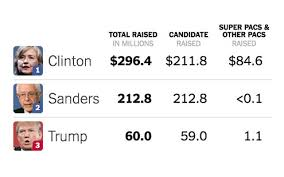 TOTAL RAISED CANDIDATE SUPER PACS & OTHER PACS
IN MILLIONS RAISED RAISED
1 Clinton $296.4 $211.8 $84.6
2 Sanders 212.8 212.8 <0.1
3 Trump 60.0 59.0 1.1